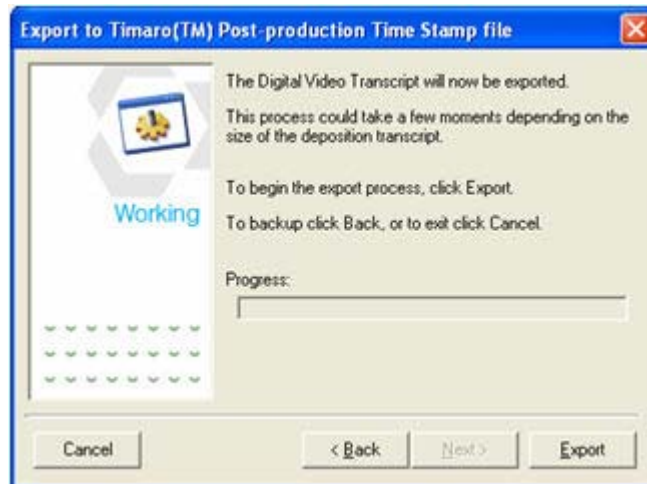 Export to Timaro(TM) Post-production Time Stamp file
The Digital Video Transcript will now be exported.
This process could take a few moments depending on the
size of the deposition transcript.
To begin the export process, click Export.
Working
To backup click Back, or to exit click Cancel.
Progress:
Cancel
< Back
Next >
Export